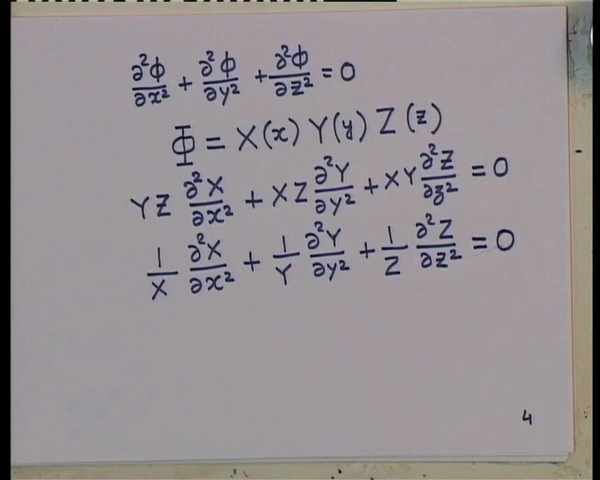 ∂²ϕ/∂x² + ∂²ϕ/∂y² + ∂²ϕ/∂z² = 0
Φ = X(x) Y(y) Z(z)
YZ ∂²X/∂x² + XZ ∂²Y/∂y² + XY ∂²Z/∂z² = 0
1/X ∂²X/∂x² + 1/Y ∂²Y/∂y² + 1/Z ∂²Z/∂z² = 0
4